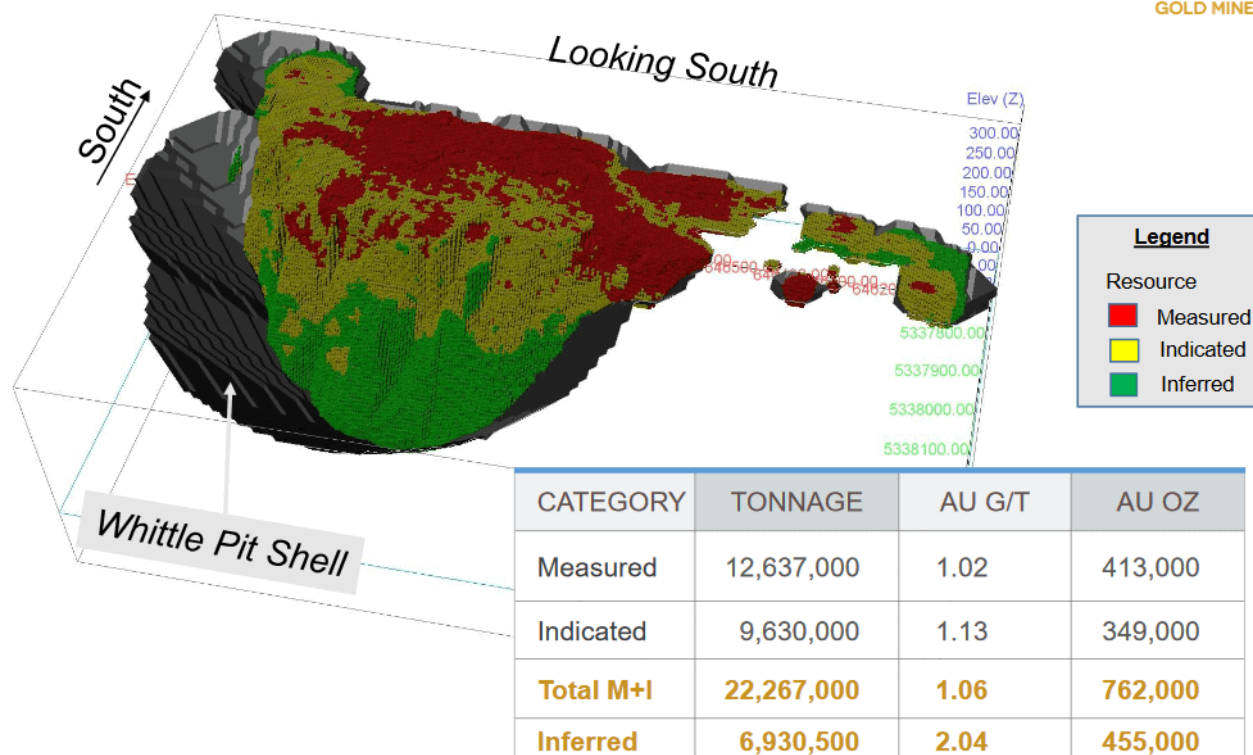 GOLD MINE
Looking South
South
Elev (Z)
300.00
250.00
200.00
150.00
100.00
50.00
0.00
5337800.00
5337900.00
5338000.00
5338100.00
Legend
Resource
Measured
Indicated
Inferred
Whittle Pit Shell
CATEGORY TONNAGE AU G/T AU OZ
Measured 12,637,000 1.02 413,000
Indicated 9,630,000 1.13 349,000
Total M+I 22,267,000 1.06 762,000
Inferred 6,930,500 2.04 455,000